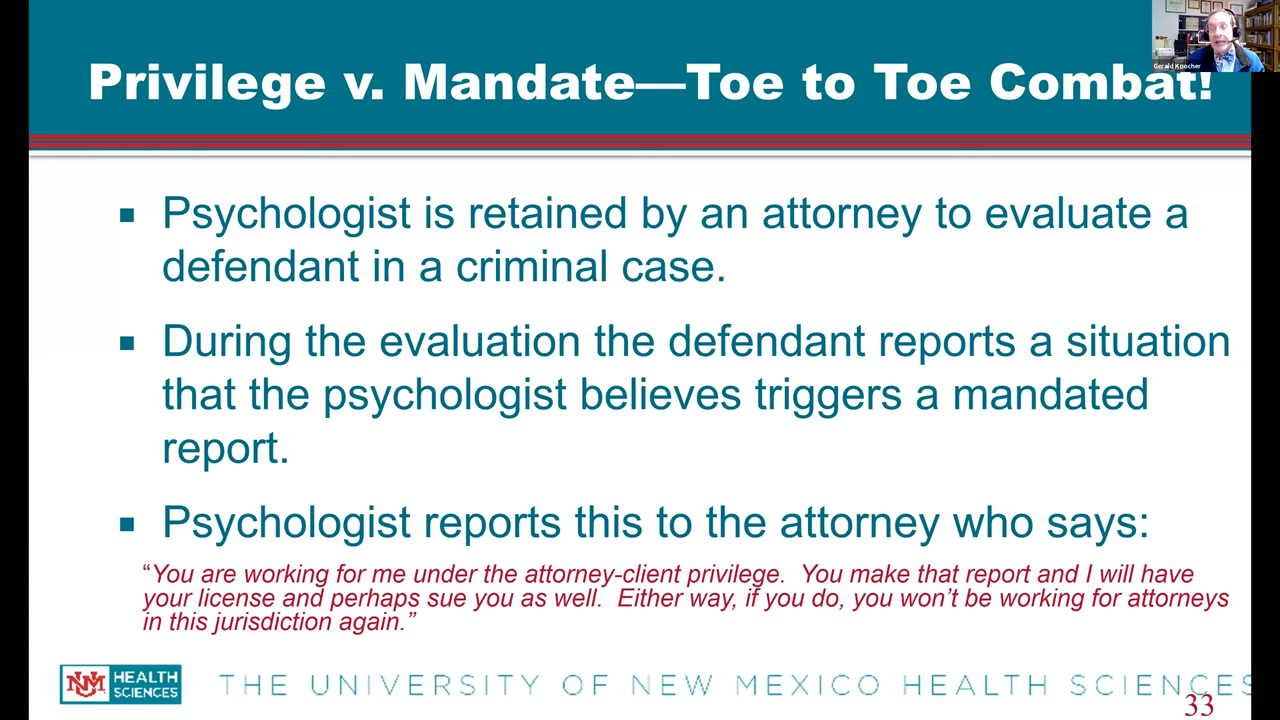 Gerald Koocher
Privilege v. Mandate—Toe to Toe Combat!
▪ Psychologist is retained by an attorney to evaluate a
defendant in a criminal case.
▪ During the evaluation the defendant reports a situation
that the psychologist believes triggers a mandated
report.
▪ Psychologist reports this to the attorney who says:
“You are working for me under the attorney-client privilege.  You make that report and I will have
your license and perhaps sue you as well.  Either way, if you do, you won’t be working for attorneys
in this jurisdiction again.”
UNM HEALTH
SCIENCES
THE UNIVERSITY OF NEW MEXICO HEALTH SCIENCES
33